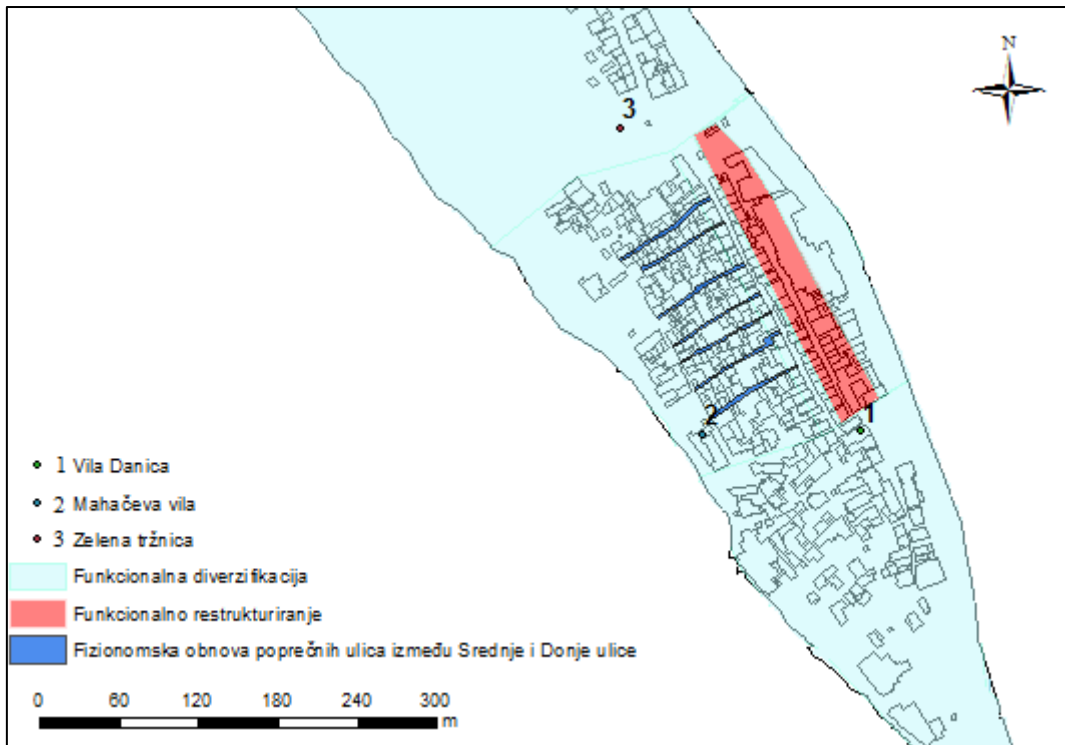 N
3
1
2
1 Vila Danica
2 Mahačeva vila
3 Zelena tržnica
Funkcionalna diverzifikacija
Funkcionalno restrukturiranje
Fizionomska obnova poprečnih ulica između Srednje i Donje ulice
0 60 120 180 240 300
m